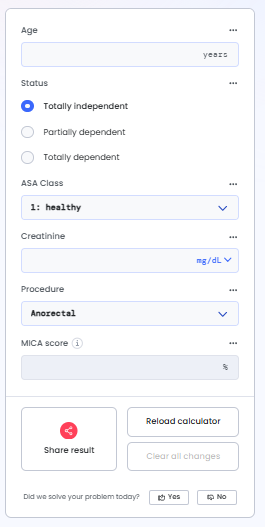 Age
years
Status
Totally independent
Partially dependent
Totally dependent
ASA Class
1: healthy
Creatinine
mg/dL
Procedure
Anorectal
MICA score
%
Share result
Reload calculator
Clear all changes
Did we solve your problem today?
Yes
No